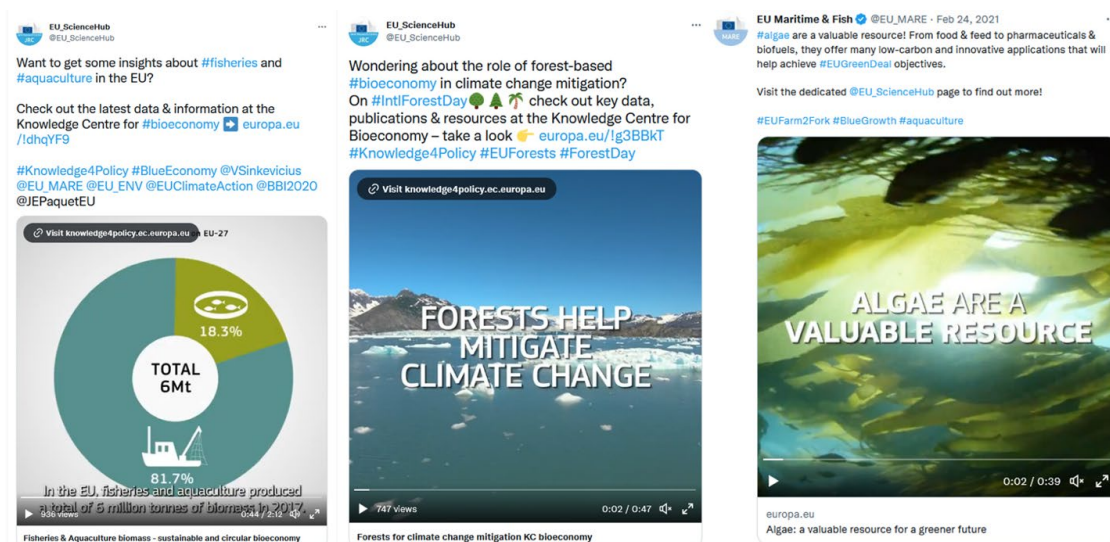 EU_ScienceHub
@EU_ScienceHub
Want to get some insights about #fisheries and
#aquaculture in the EU?
Check out the latest data & information at the
Knowledge Centre for #bioeconomy ➡️ europa.eu
/!dhqYF9
#Knowledge4Policy #BlueEconomy @VSinkevicius
@EU_MARE @EU_ENV @EUClimateAction @BBI2020
@JEPaquetEU
Visit knowledge4policy.ec.europa.eu
EU-27
18.3%
TOTAL
6Mt
81.7%
In the EU, fisheries and aquaculture produced
a total of 6 million tonnes of biomass in 2017.
936 views
0:44 / 2:12
Fisheries & Aquaculture biomass - sustainable and circular bioeconomy
EU_ScienceHub
@EU_ScienceHub
Wondering about the role of forest-based
#bioeconomy in climate change mitigation?
On #IntlForestDay🌳🌲🌴 check out key data,
publications & resources at the Knowledge Centre for
Bioeconomy – take a look 👉 europa.eu/!g3BBkT
#Knowledge4Policy #EUForests #ForestDay
Visit knowledge4policy.ec.europa.eu
FORESTS HELP
MITIGATE
CLIMATE CHANGE
747 views
0:02 / 0:47
Forests for climate change mitigation KC bioeconomy
EU Maritime & Fish @EU_MARE · Feb 24, 2021
#algae are a valuable resource! From food & feed to pharmaceuticals &
biofuels, they offer many low-carbon and innovative applications that will
help achieve #EUGreenDeal objectives.
Visit the dedicated @EU_ScienceHub page to find out more!
#EUFarm2Fork #BlueGrowth #aquaculture
ALGAE ARE A
VALUABLE RESOURCE
0:02 / 0:39
europa.eu
Algae: a valuable resource for a greener future
JRC
JRC
MARE